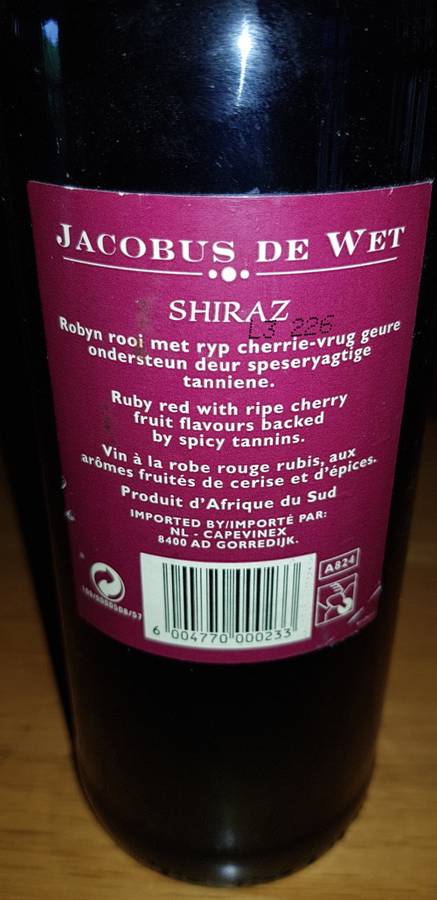 JACOBUS DE WET
SHIRAZ
L3 226
Robyn rooi met ryp cherrie-vrug geure
ondersteun deur speseryagtige
tanniene.
Ruby red with ripe cherry
fruit flavours backed
by spicy tannins.
Vin à la robe rouge rubis, aux
arômes fruités de cerise et d'épices.
Produit d'Afrique du Sud
IMPORTED BY/IMPORTÉ PAR:
NL - CAPEVINEX
8400 AD GORREDIJK.
A824
6 004770 000233